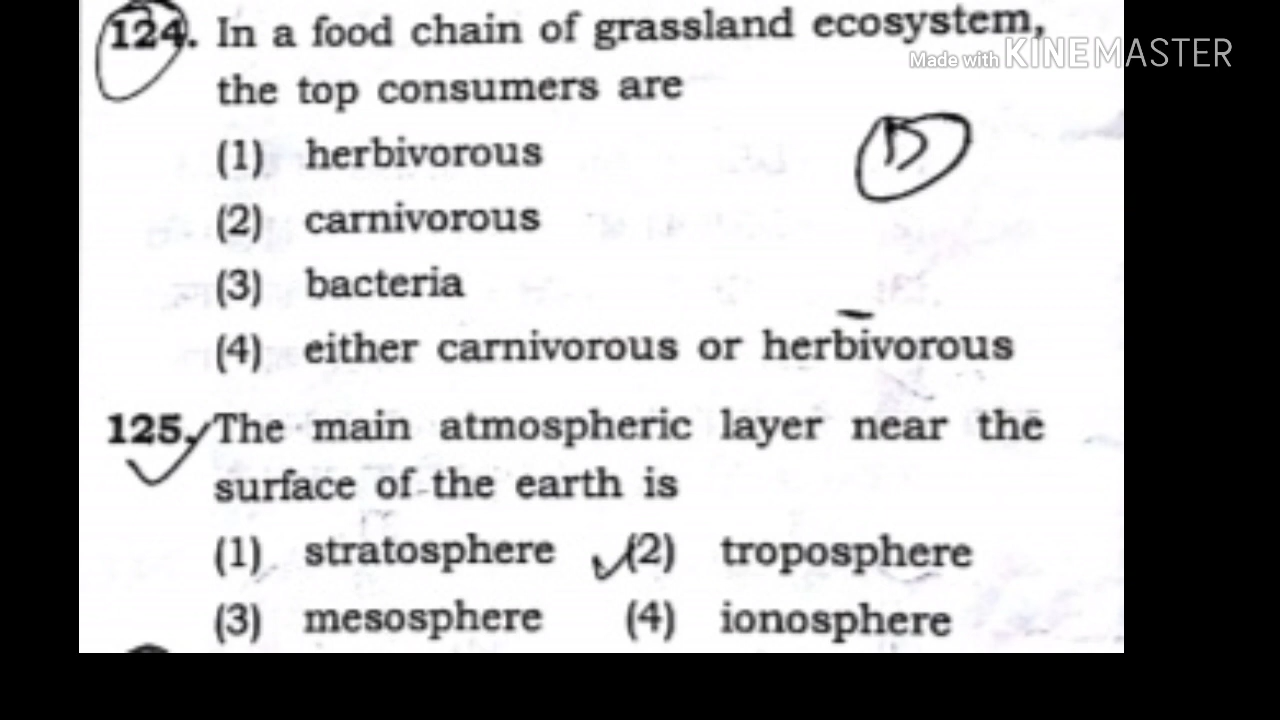 124. In a food chain of grassland ecosystem,
Made with KINEMASTER
the top consumers are
(1) herbivorous
D
(2) carnivorous
(3) bacteria
(4) either carnivorous or herbivorous
125. The main atmospheric layer near the
surface of the earth is
(1) stratosphere (2) troposphere
(3) mesosphere (4) ionosphere